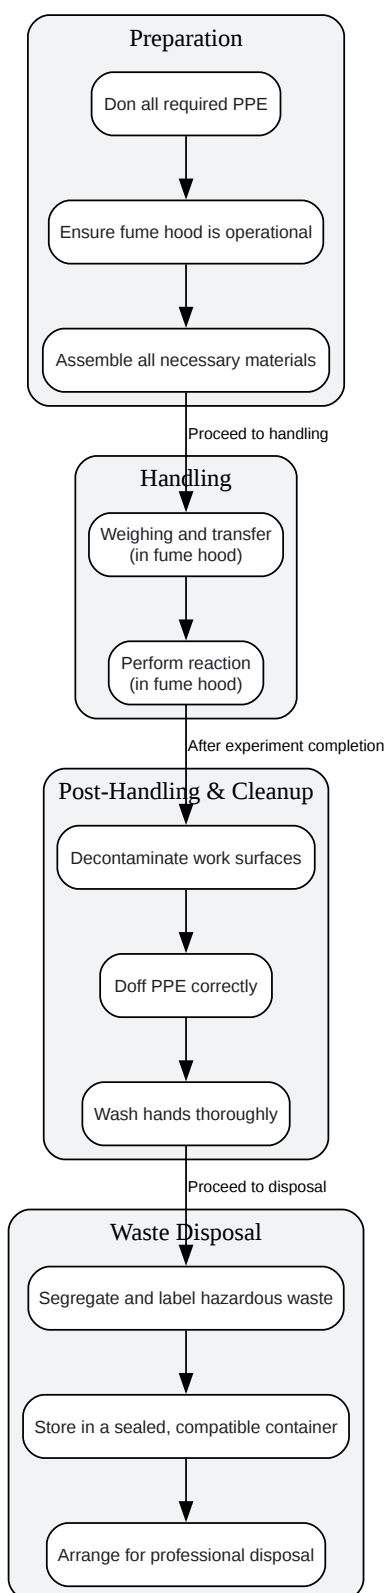 Preparation
Don all required PPE
Ensure fume hood is operational
Assemble all necessary materials
Proceed to handling
Handling
Weighing and transfer
(in fume hood)
Perform reaction
(in fume hood)
After experiment completion
Post-Handling & Cleanup
Decontaminate work surfaces
Doff PPE correctly
Wash hands thoroughly
Proceed to disposal
Waste Disposal
Segregate and label hazardous waste
Store in a sealed, compatible container
Arrange for professional disposal